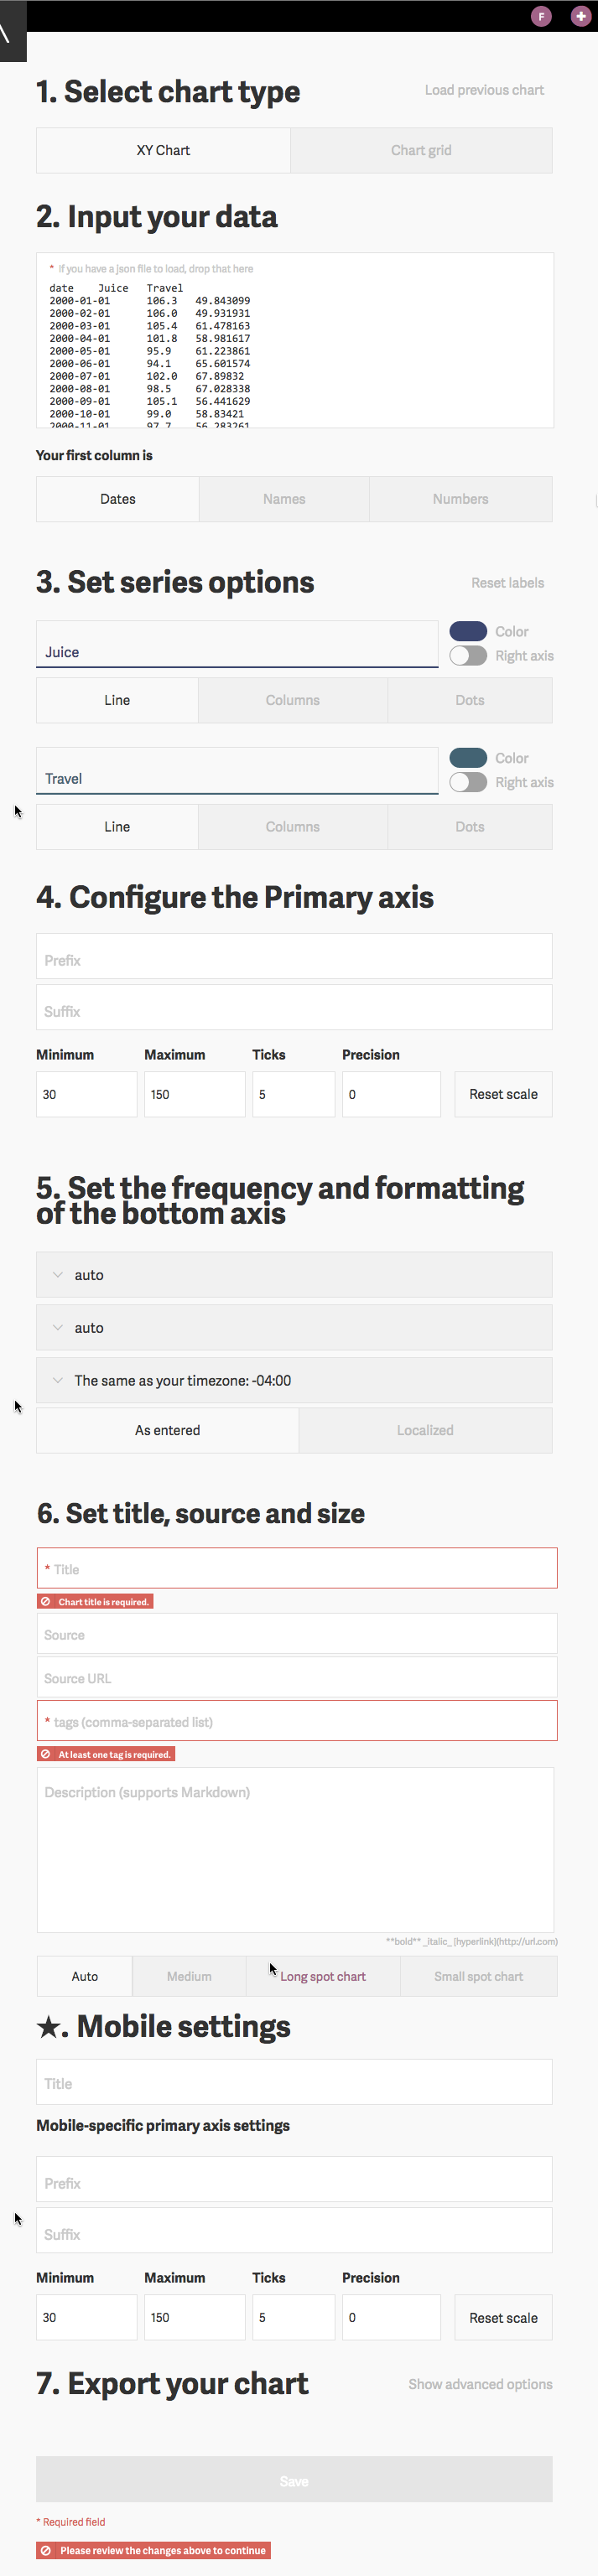 F
1. Select chart type
Load previous chart
XY Chart
Chart grid
2. Input your data
* If you have a json file to load, drop that here
date Juice Travel
2000-01-01 106.3 49.843099
2000-02-01 106.0 49.931931
2000-03-01 105.4 61.478163
2000-04-01 101.8 58.981617
2000-05-01 95.9 61.223861
2000-06-01 94.1 65.601574
2000-07-01 102.0 67.89832
2000-08-01 98.5 67.028338
2000-09-01 105.1 56.441629
2000-10-01 99.0 58.83421
2000-11-01 97.7 56.283261
Your first column is
Dates
Names
Numbers
3. Set series options
Reset labels
Juice
Color
Right axis
Line
Columns
Dots
Travel
Color
Right axis
Line
Columns
Dots
4. Configure the Primary axis
Prefix
Suffix
Minimum
Maximum
Ticks
Precision
30
150
5
0
Reset scale
5. Set the frequency and formatting
of the bottom axis
auto
auto
The same as your timezone: -04:00
As entered
Localized
6. Set title, source and size
* Title
Chart title is required.
Source
Source URL
* tags (comma-separated list)
At least one tag is required.
Description (supports Markdown)
**bold** _italic_ [hyperlink](http://url.com)
Auto
Medium
Long spot chart
Small spot chart
★. Mobile settings
Title
Mobile-specific primary axis settings
Prefix
Suffix
Minimum
Maximum
Ticks
Precision
30
150
5
0
Reset scale
7. Export your chart
Show advanced options
Save
* Required field
Please review the changes above to continue